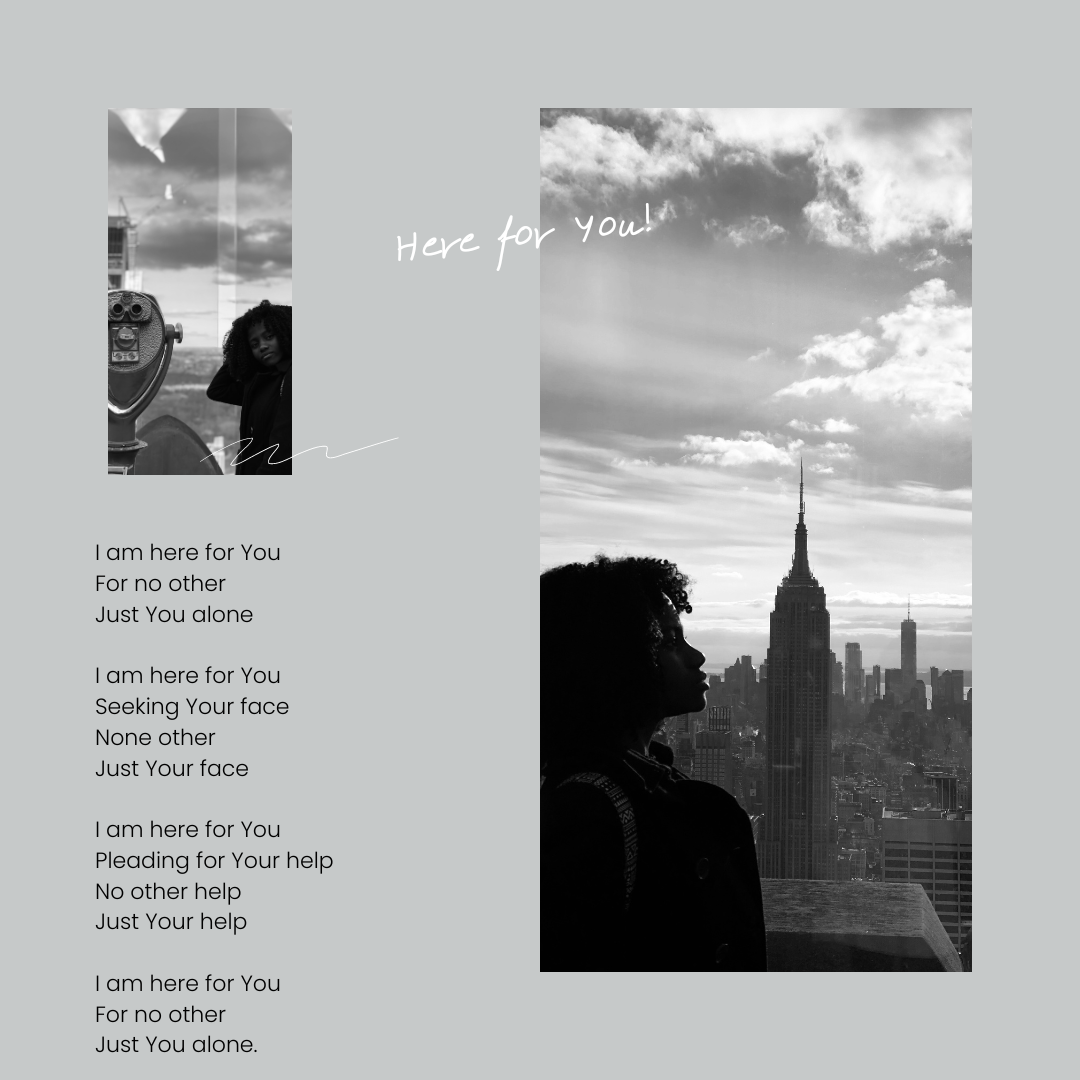 Here for You!
I am here for You
For no other
Just You alone
I am here for You
Seeking Your face
None other
Just Your face
I am here for You
Pleading for Your help
No other help
Just Your help
I am here for You
For no other
Just You alone.